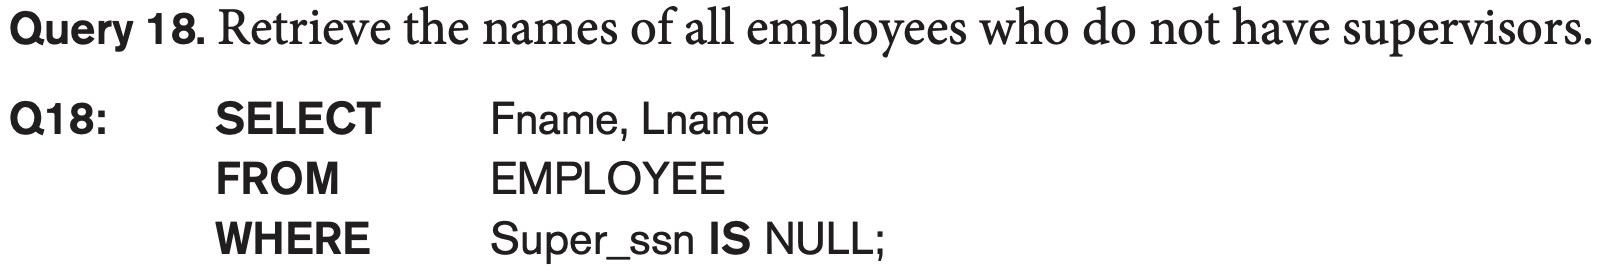 Query 18. Retrieve the names of all employees who do not have supervisors.
Q18: SELECT Fname, Lname
FROM EMPLOYEE
WHERE Super_ssn IS NULL;